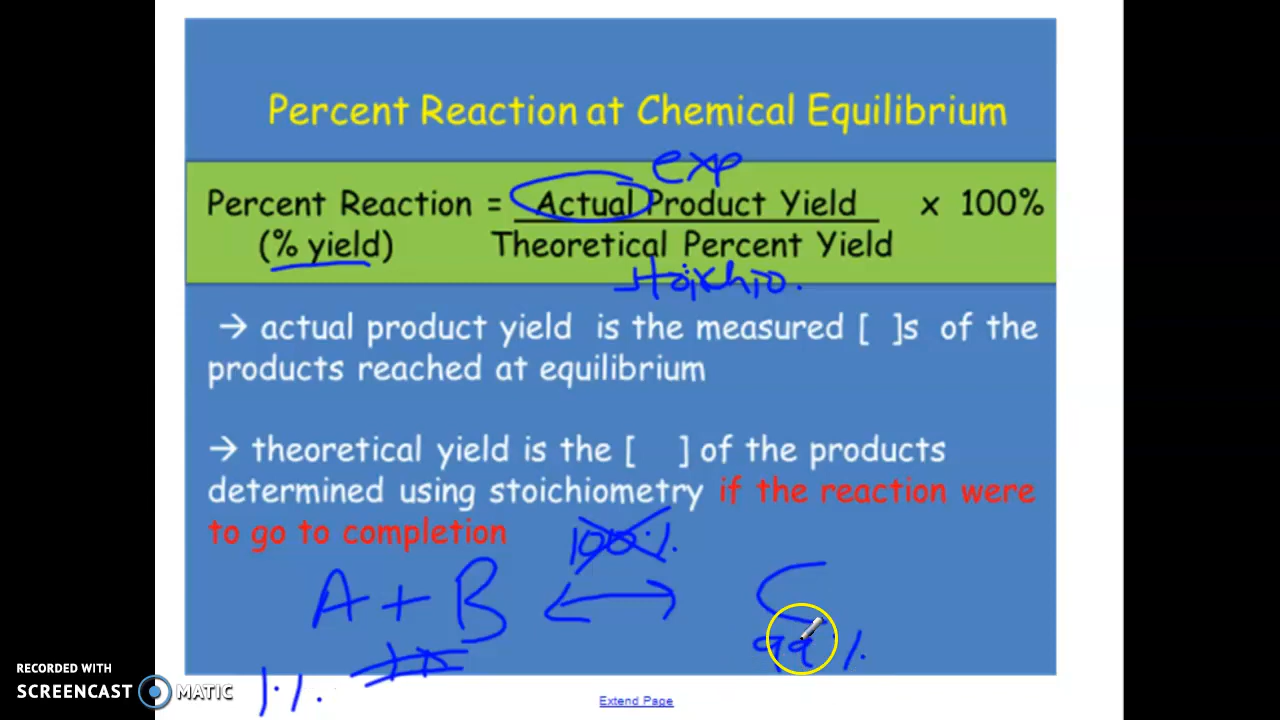 Percent Reaction at Chemical Equilibrium
exp
Percent Reaction = Actual Product Yield x 100%
(% yield) Theoretical Percent Yield
stoichio.
→ actual product yield is the measured [ ]s of the
products reached at equilibrium
→ theoretical yield is the [ ] of the products
determined using stoichiometry if the reaction were
to go to completion
100%
A + B ↔ C
99%
1%.
RECORDED WITH
SCREENCAST MATIC
Extend Page